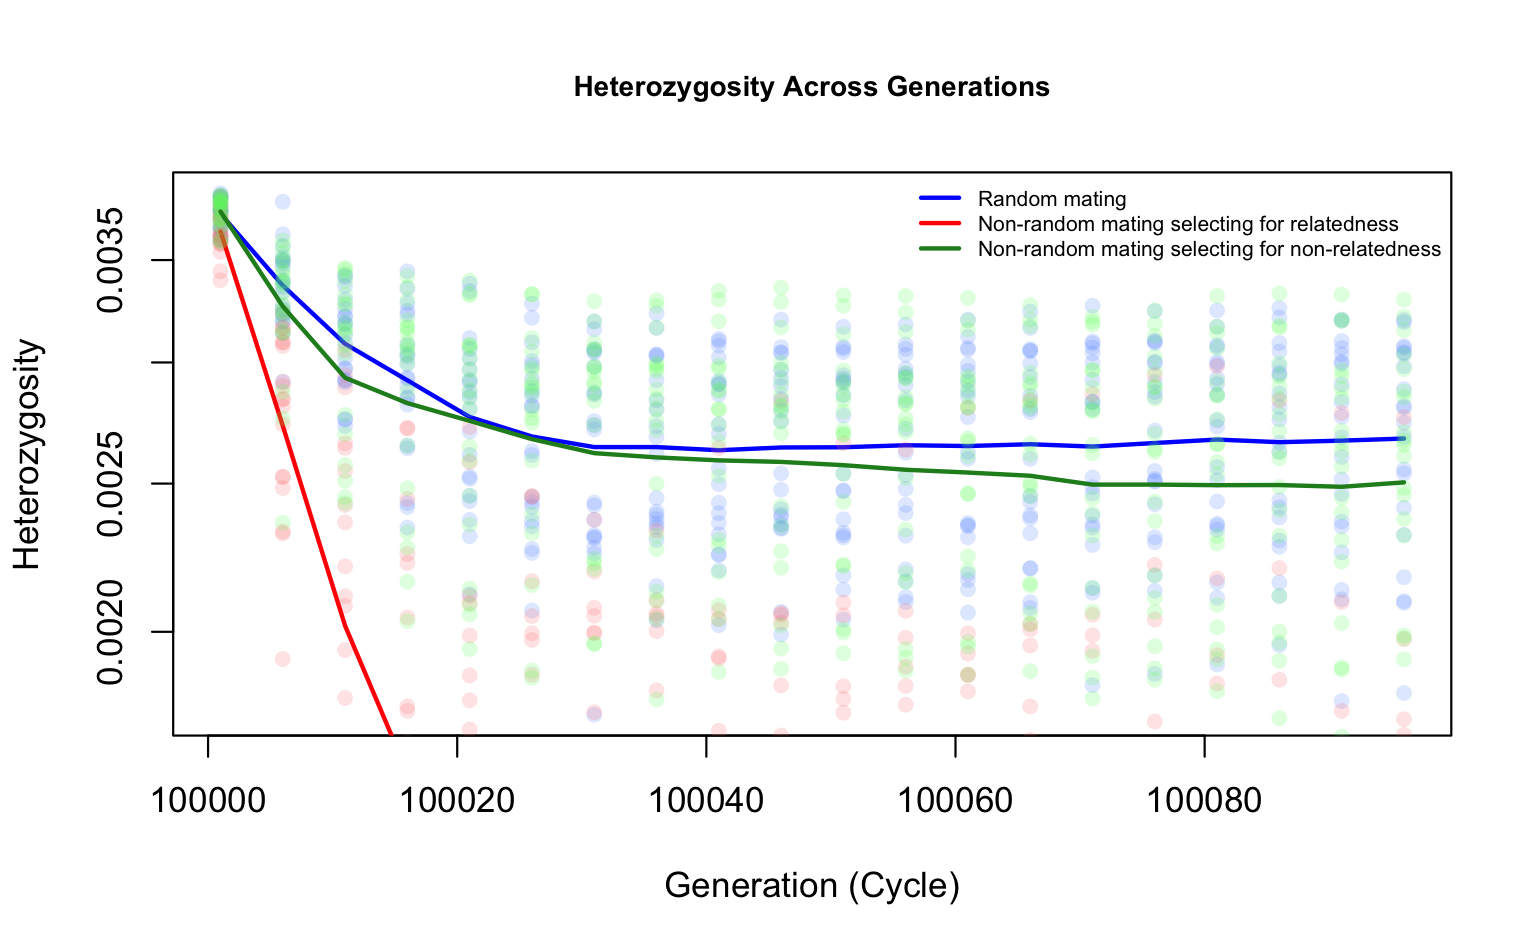 Heterozygosity Across Generations
Random mating
Non-random mating selecting for relatedness
Non-random mating selecting for non-relatedness
Heterozygosity
0.0035
0.0025
0.0020
100000 100020 100040 100060 100080
Generation (Cycle)